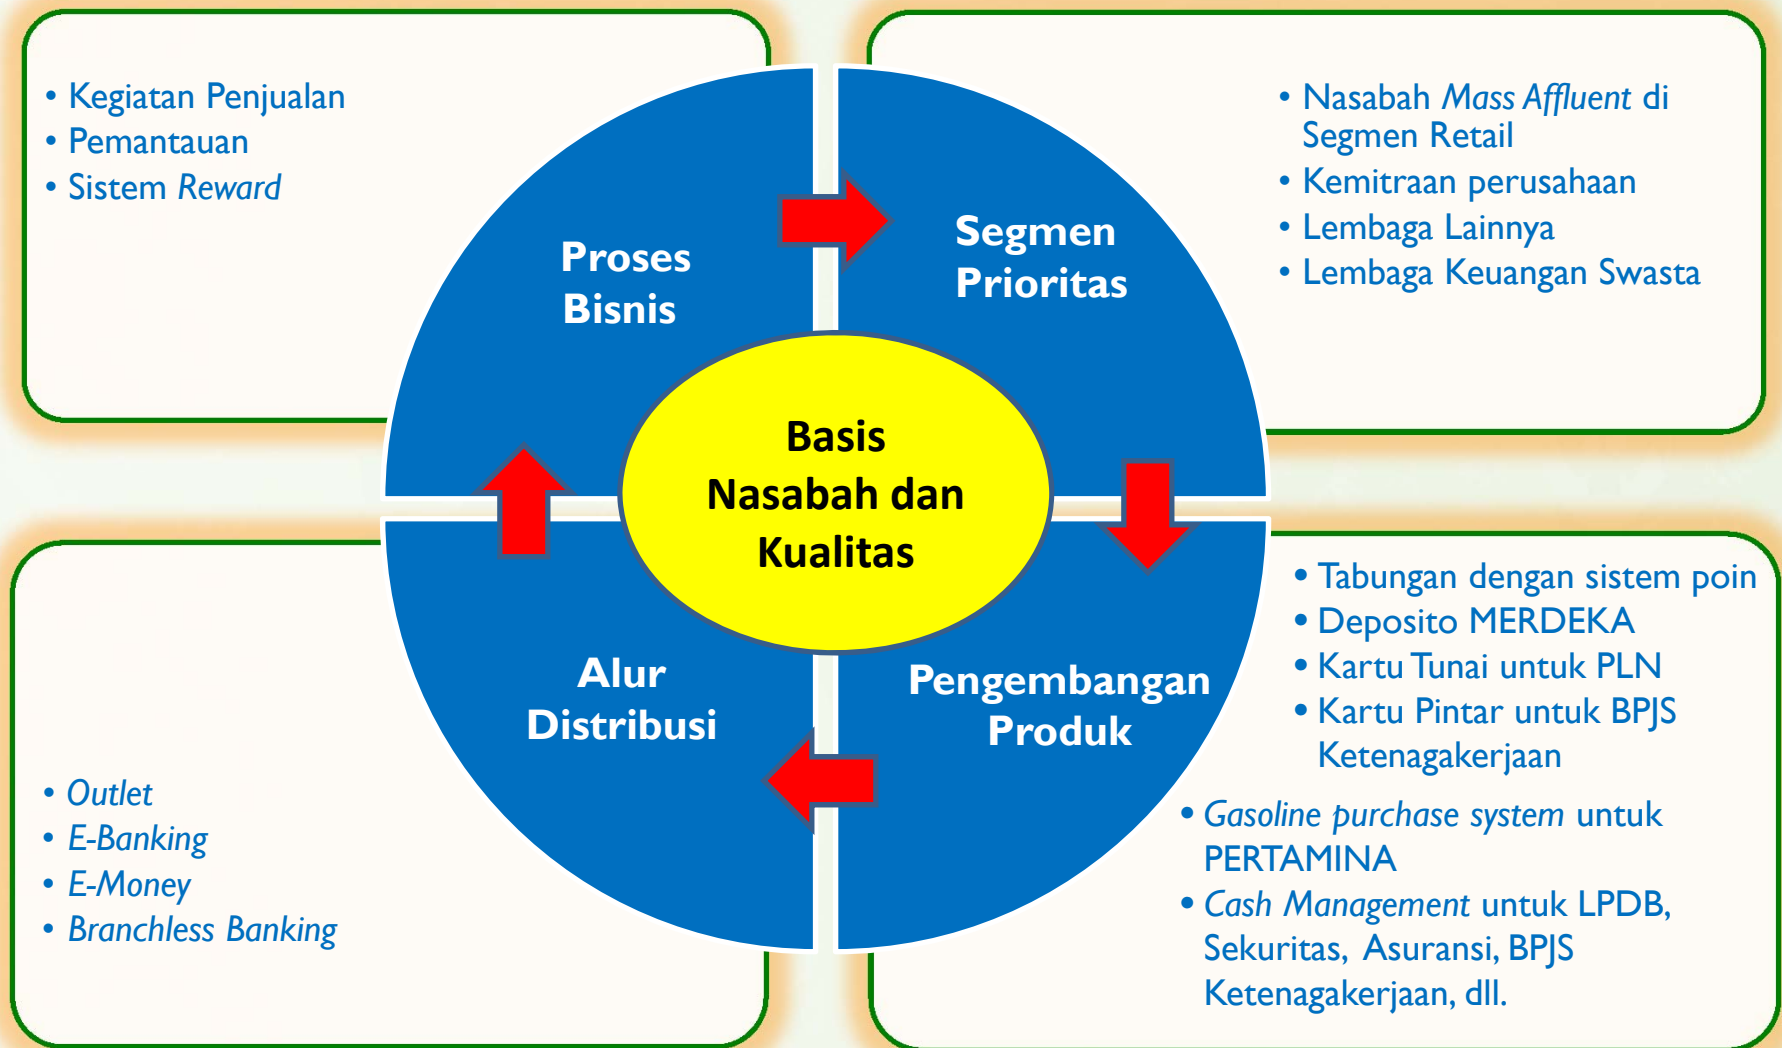 • Kegiatan Penjualan
• Pemantauan
• Sistem Reward
Proses
Bisnis
Segmen
Prioritas
• Nasabah Mass Affluent di
Segmen Retail
• Kemitraan perusahaan
• Lembaga Lainnya
• Lembaga Keuangan Swasta
Basis
Nasabah dan
Kualitas
Alur
Distribusi
• Outlet
• E-Banking
• E-Money
• Branchless Banking
Pengembangan
Produk
• Tabungan dengan sistem poin
• Deposito MERDEKA
• Kartu Tunai untuk PLN
• Kartu Pintar untuk BPJS
Ketenagakerjaan
• Gasoline purchase system untuk
PERTAMINA
• Cash Management untuk LPDB,
Sekuritas, Asuransi, BPJS
Ketenagakerjaan, dll.